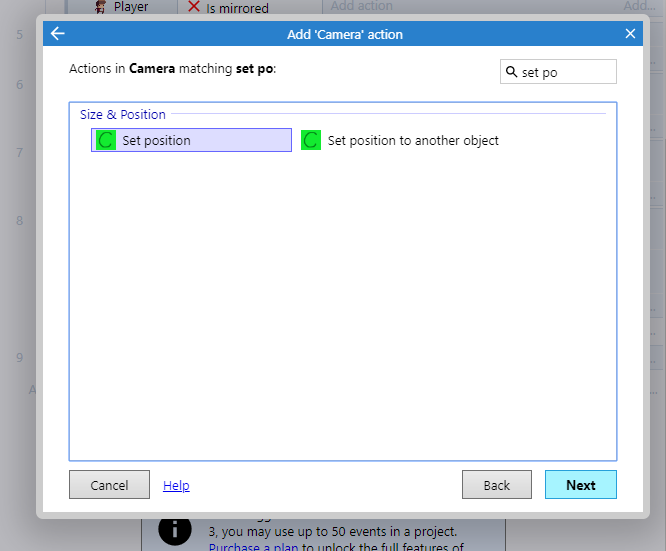 Player
Is mirrored
Add action
Add...
5
Add 'Camera' action
Actions in Camera matching set po:
set po
6
Size & Position
C Set position
C Set position to another object
7
8
9
A
Cancel
Help
Back
Next
3, you may use up to 50 events in a project.
Purchase a plan to unlock the full features of